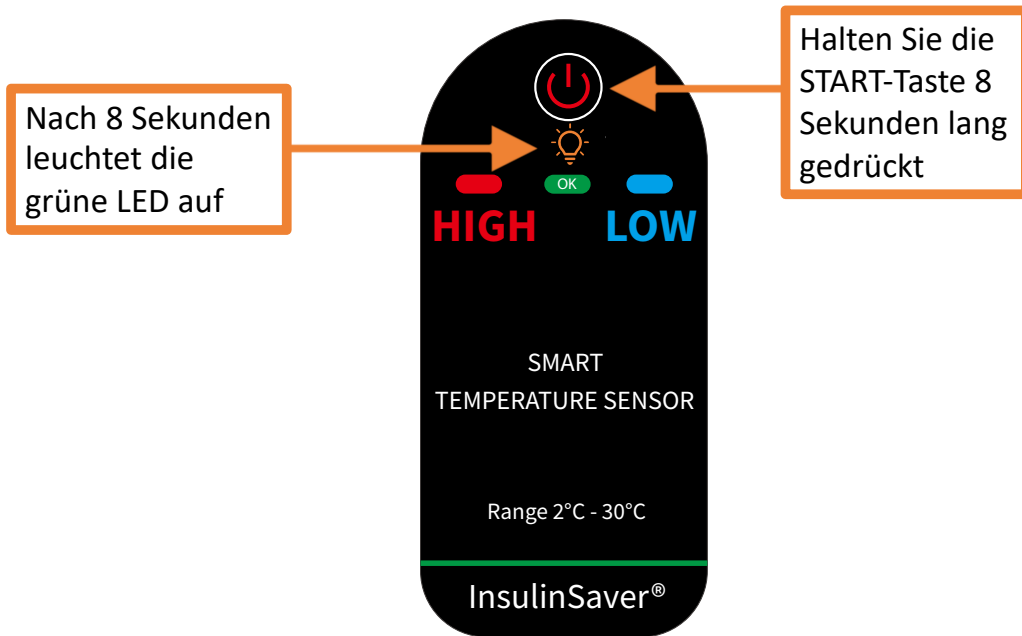 Halten Sie die
START-Taste 8
Sekunden lang
gedrückt
Nach 8 Sekunden
leuchtet die
grüne LED auf
OK
HIGH
LOW
SMART
TEMPERATURE SENSOR
Range 2°C - 30°C
InsulinSaver®